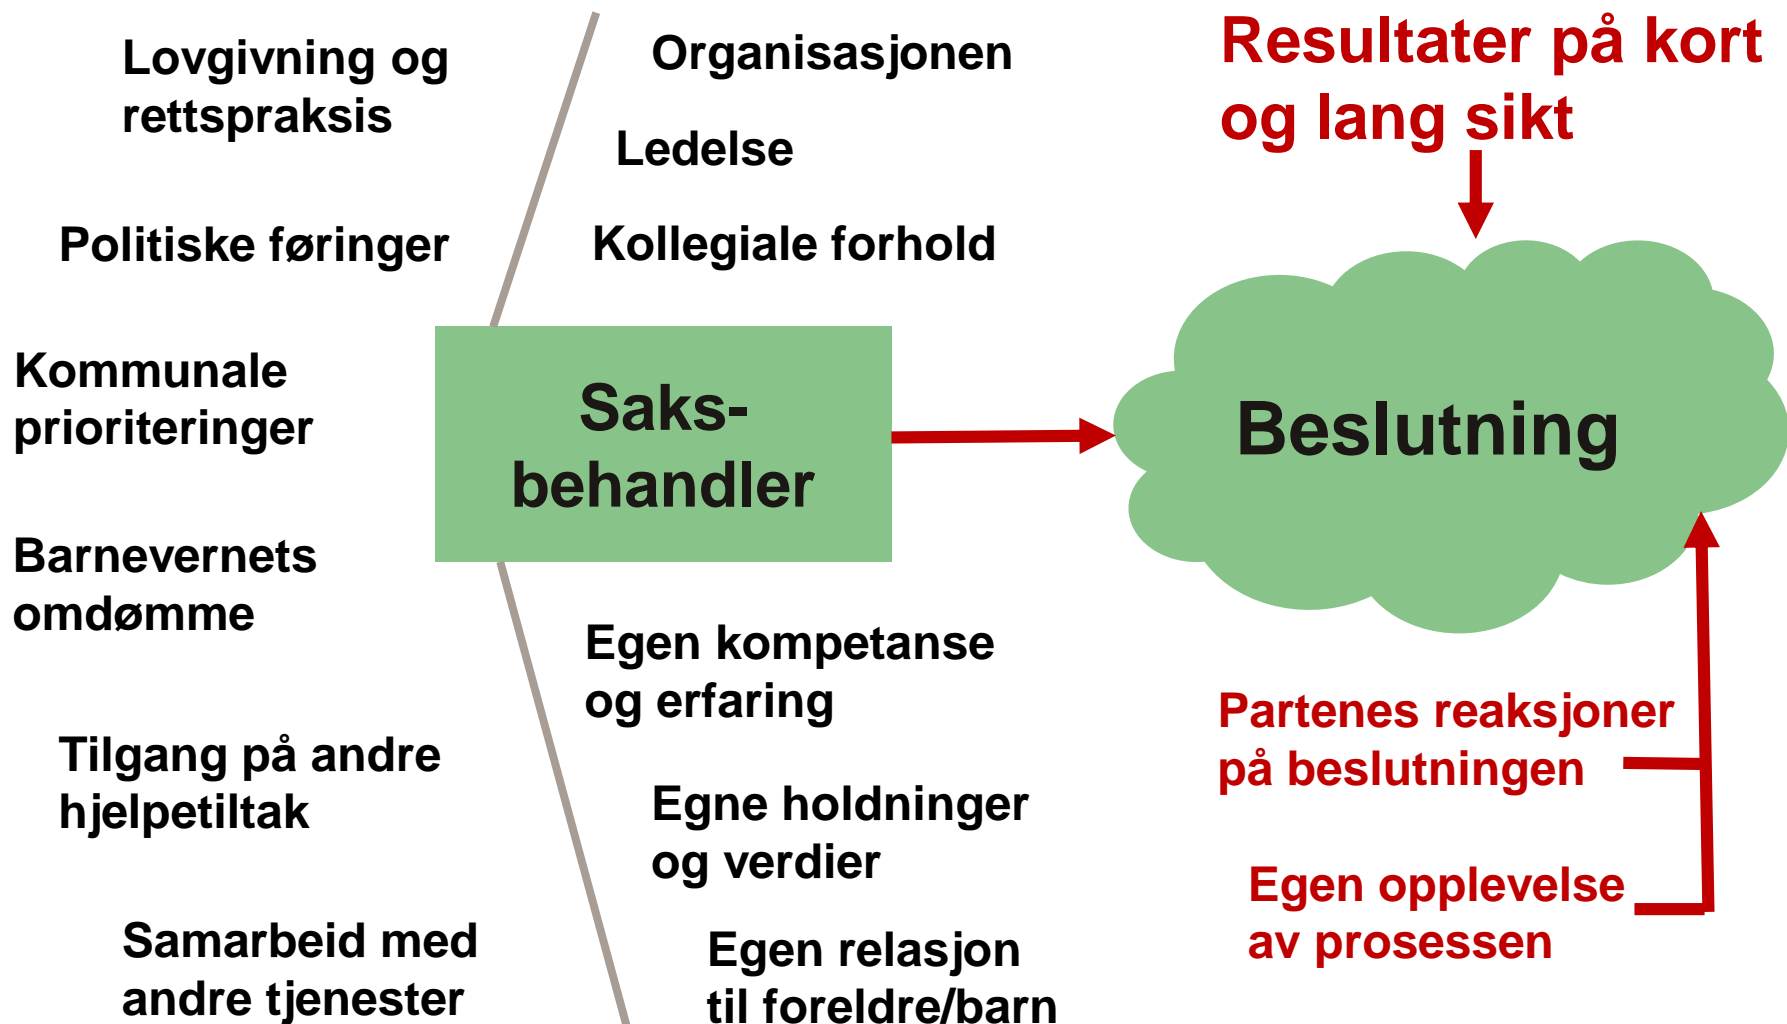 Lovgivning og
rettspraksis
Politiske føringer
Kommunale
prioriteringer
Barnevernets
omdømme
Tilgang på andre
hjelpetiltak
Samarbeid med
andre tjenester
Organisasjonen
Ledelse
Kollegiale forhold
Saks-
behandler
Egen kompetanse
og erfaring
Egne holdninger
og verdier
Egen relasjon
til foreldre/barn
Resultater på kort
og lang sikt
Beslutning
Partenes reaksjoner
på beslutningen
Egen opplevelse
av prosessen